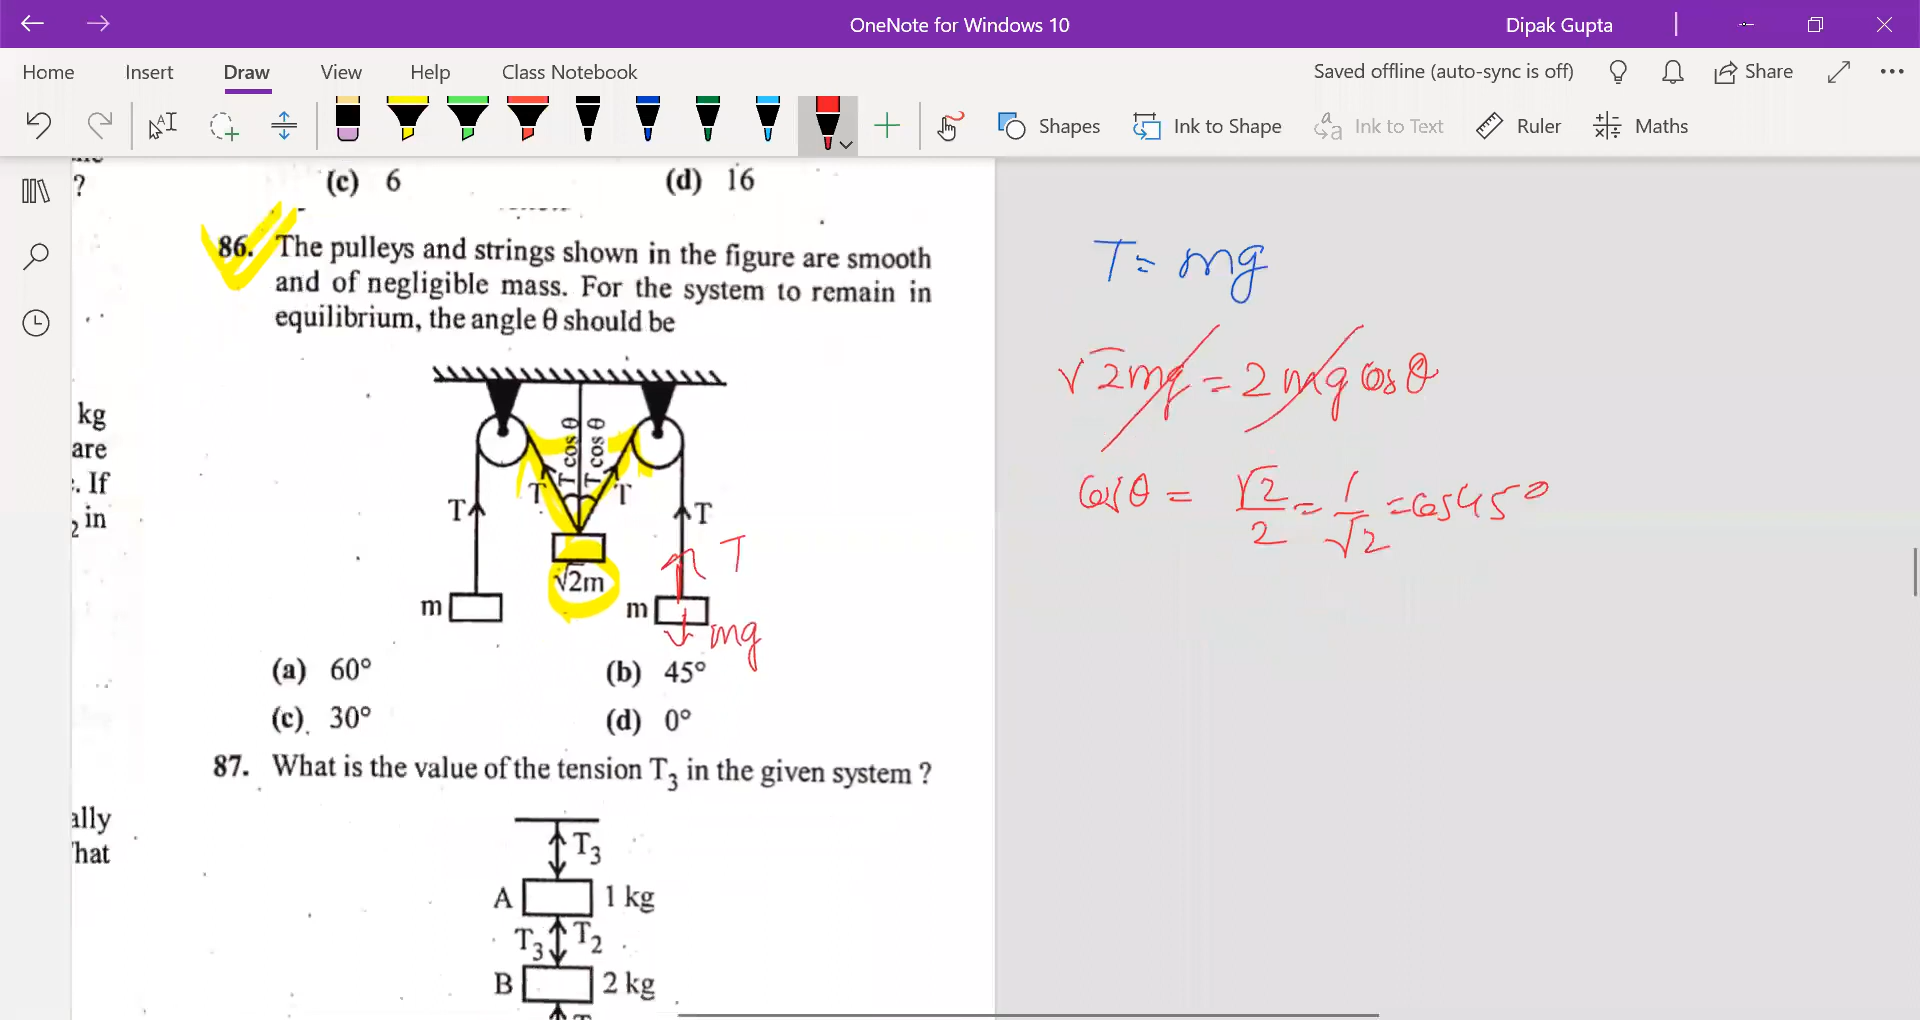 OneNote for Windows 10
Dipak Gupta
Home Insert Draw View Help Class Notebook
Saved offline (auto-sync is off) Share
Shapes Ink to Shape Ink to Text Ruler Maths
?
(c) 6 (d) 16
86. The pulleys and strings shown in the figure are smooth
and of negligible mass. For the system to remain in
equilibrium, the angle θ should be
kg
are
. If
2 in
T cos θ T cos θ
T T
T T
√2m
m m
T
mg
(a) 60° (b) 45°
(c) 30° (d) 0°
87. What is the value of the tension T3 in the given system ?
ally
hat
T3
A 1 kg
T3 T2
B 2 kg
T = mg
√2mg = 2mg cos θ
cos θ = √2/2 = 1/√2 = cos 45°